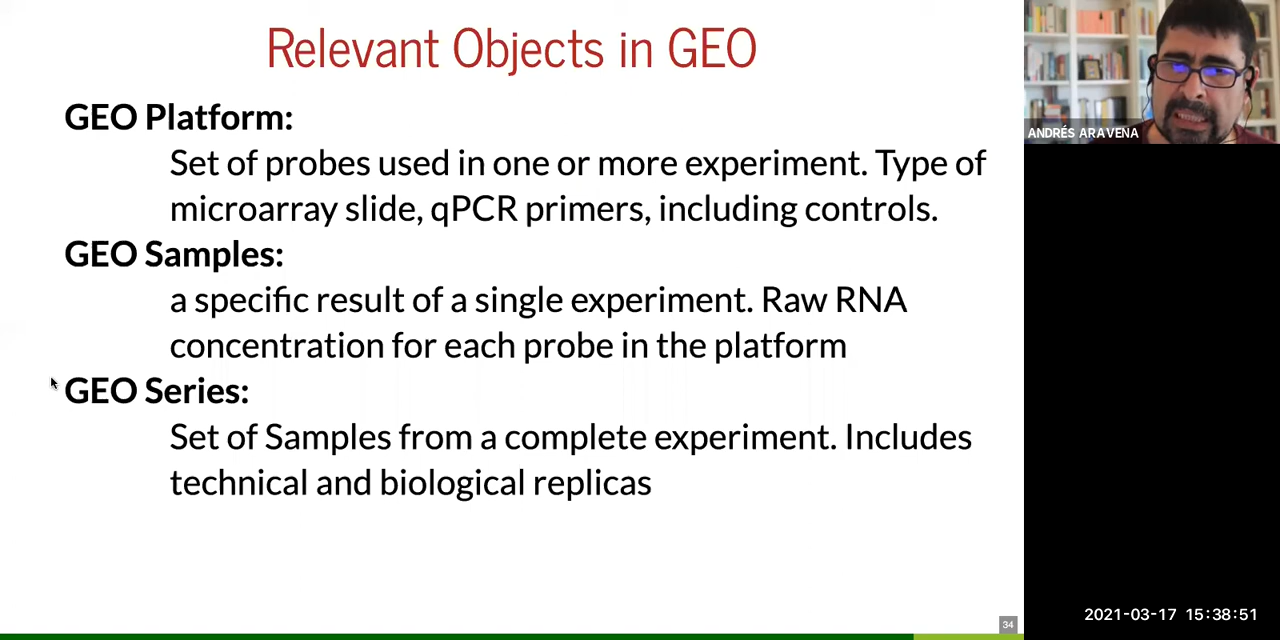 Relevant Objects in GEO
GEO Platform:
Set of probes used in one or more experiment. Type of
microarray slide, qPCR primers, including controls.
GEO Samples:
a specific result of a single experiment. Raw RNA
concentration for each probe in the platform
GEO Series:
Set of Samples from a complete experiment. Includes
technical and biological replicas
34
ANDRÉS ARAVENA
2021-03-17 15:38:51